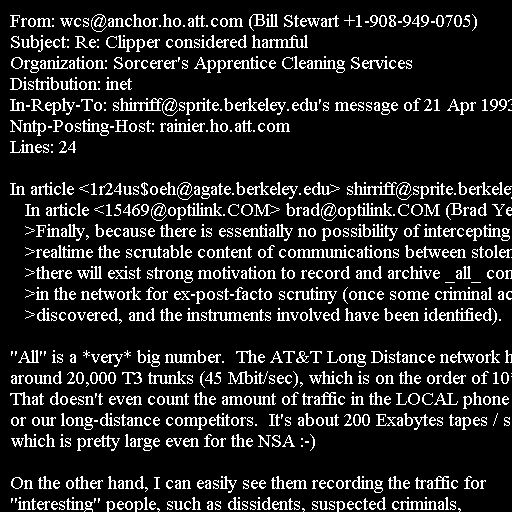 From: wcs@anchor.ho.att.com (Bill Stewart +1-908-949-0705)
Subject: Re: Clipper considered harmful
Organization: Sorcerer's Apprentice Cleaning Services
Distribution: inet
In-Reply-To: shirriff@sprite.berkeley.edu's message of 21 Apr 1993
Nntp-Posting-Host: rainier.ho.att.com
Lines: 24

In article <1r24us$oeh@agate.berkeley.edu> shirriff@sprite.berkeley
In article <15469@optilink.COM> brad@optilink.COM (Brad Ye
>Finally, because there is essentially no possibility of intercepting
>realtime the scrutable content of communications between stolen
>there will exist strong motivation to record and archive _all_ con
>in the network for ex-post-facto scrutiny (once some criminal ac
>discovered, and the instruments involved have been identified).

"All" is a *very* big number.  The AT&T Long Distance network h
around 20,000 T3 trunks (45 Mbit/sec), which is on the order of 10*
That doesn't even count the amount of traffic in the LOCAL phone
or our long-distance competitors.  It's about 200 Exabytes tapes / s
which is pretty large even for the NSA :-)

On the other hand, I can easily see them recording the traffic for
"interesting" people, such as dissidents, suspected criminals,